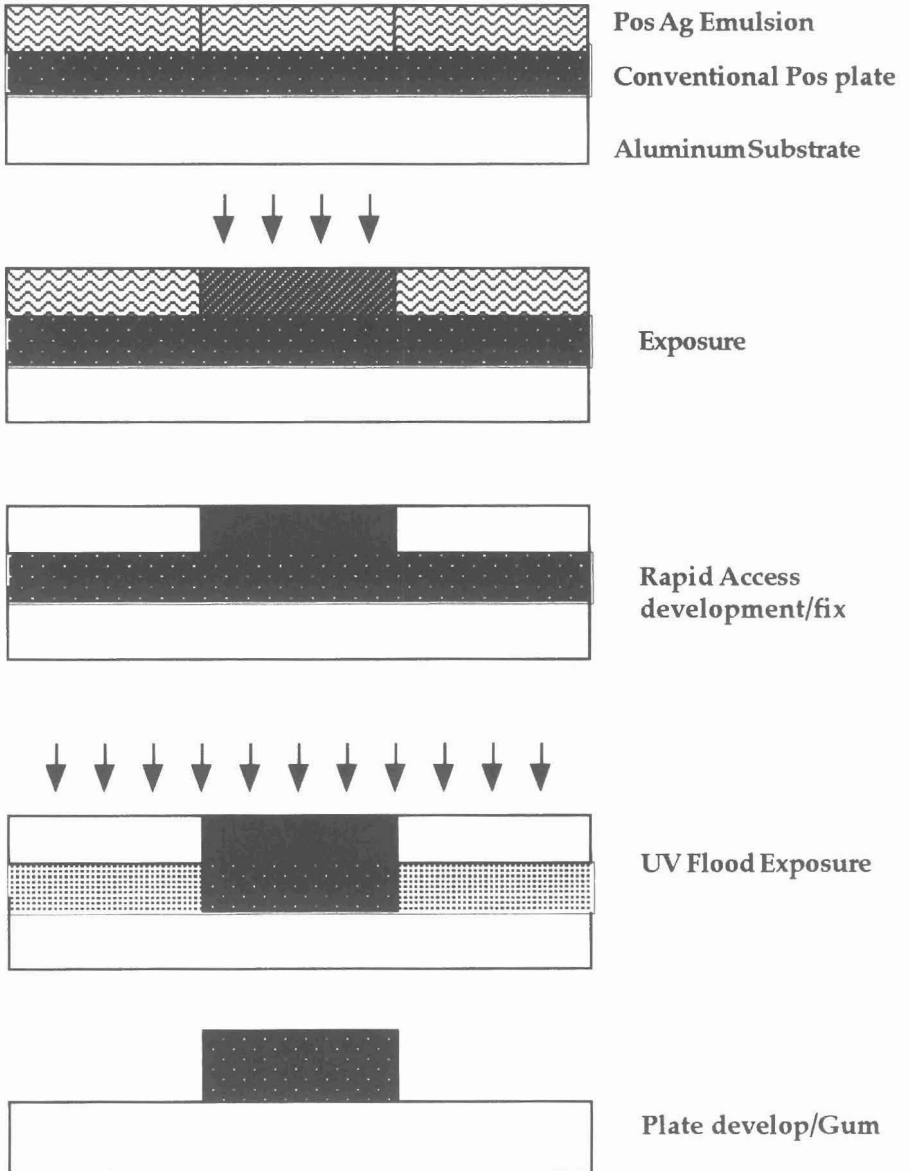 Pos Ag Emulsion
Conventional Pos plate
Aluminum Substrate
Exposure
Rapid Access
development/fix
UV Flood Exposure
Plate develop/Gum